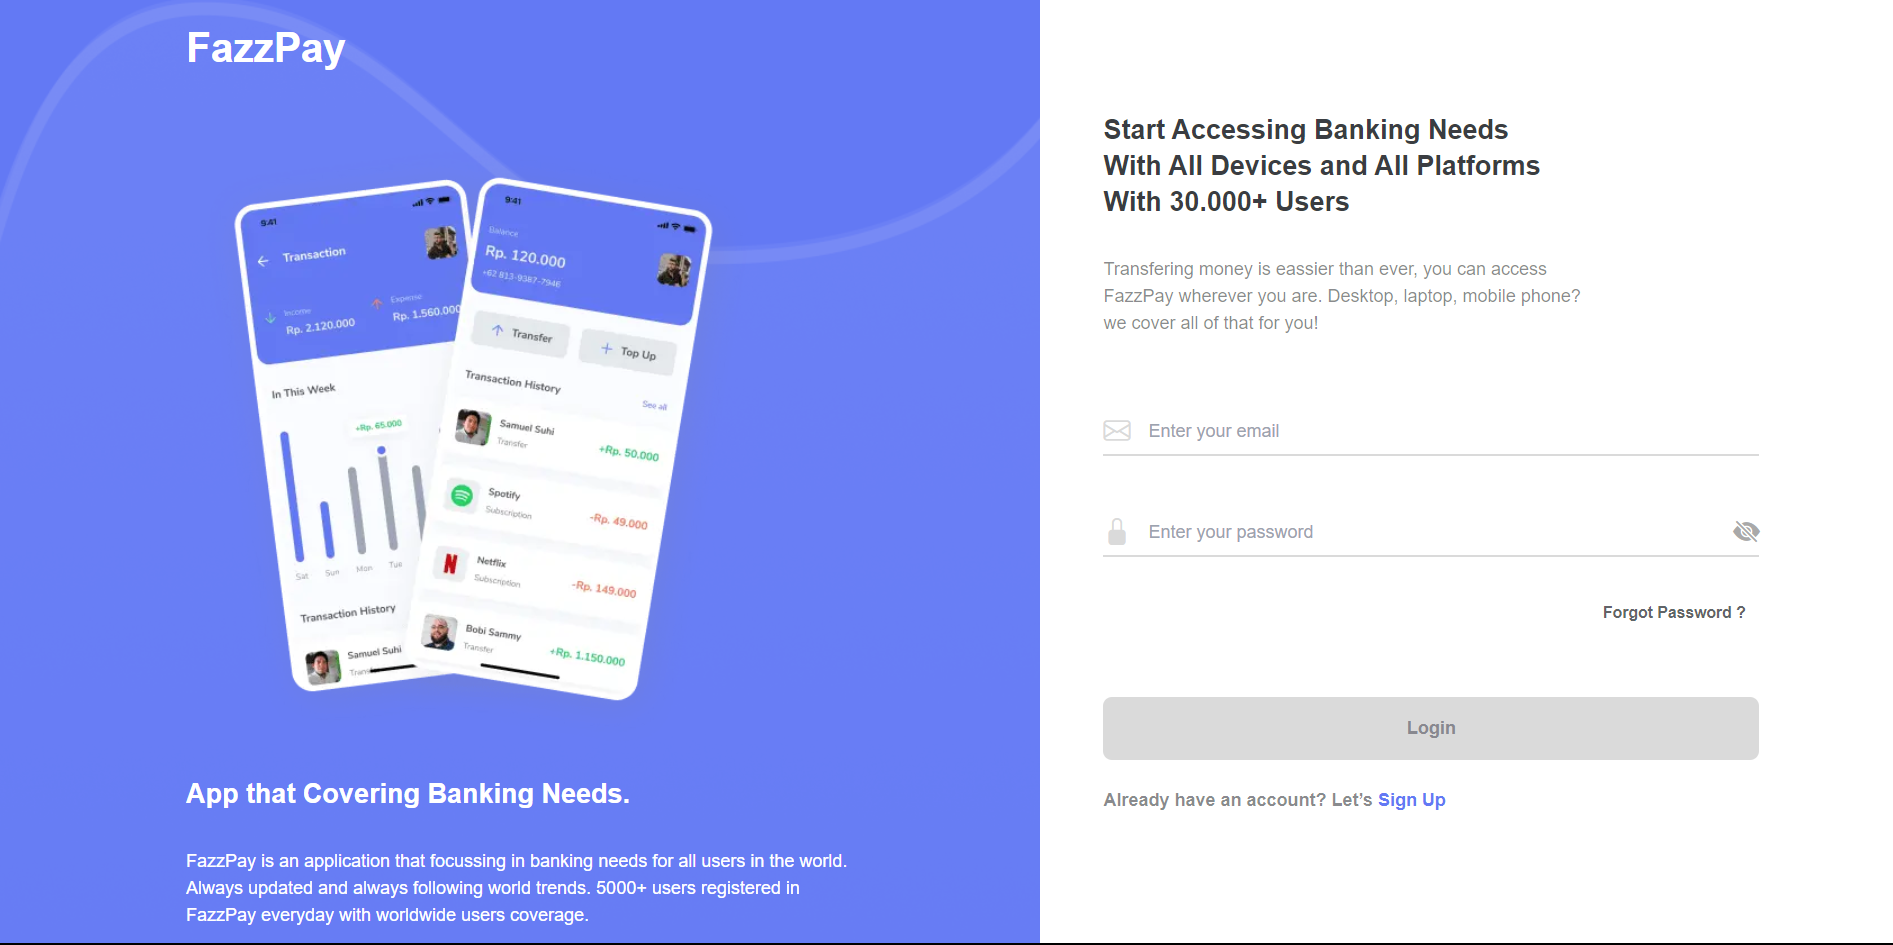 FazzPay
9:41
Transaction
Income
Rp. 2.120.000
Expense
Rp. 1.560.000
In This Week
+Rp. 65.000
Sat
Sun
Mon
Tue
Transaction History
Samuel Suhi
9:41
Balance
Rp. 120.000
+62 813-9387-7946
Transfer
Top Up
Transaction History
See all
Samuel Suhi
Transfer
+Rp. 50.000
Spotify
Subscription
-Rp. 49.000
Netflix
Subscription
-Rp. 149.000
Bobi Sammy
Transfer
+Rp. 1.150.000
App that Covering Banking Needs.
FazzPay is an application that focussing in banking needs for all users in the world.
Always updated and always following world trends. 5000+ users registered in
FazzPay everyday with worldwide users coverage.
Start Accessing Banking Needs
With All Devices and All Platforms
With 30.000+ Users
Transfering money is eassier than ever, you can access
FazzPay wherever you are. Desktop, laptop, mobile phone?
we cover all of that for you!
Enter your email
Enter your password
Forgot Password ?
Login
Already have an account? Let’s Sign Up